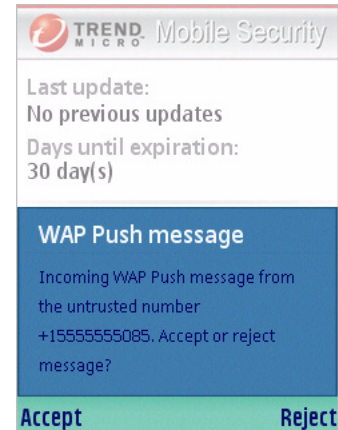 TREND MICRO Mobile Security
Last update:
No previous updates
Days until expiration:
30 day(s)
WAP Push message
Incoming WAP Push message from
the untrusted number
+15555555085. Accept or reject
message?
Accept Reject